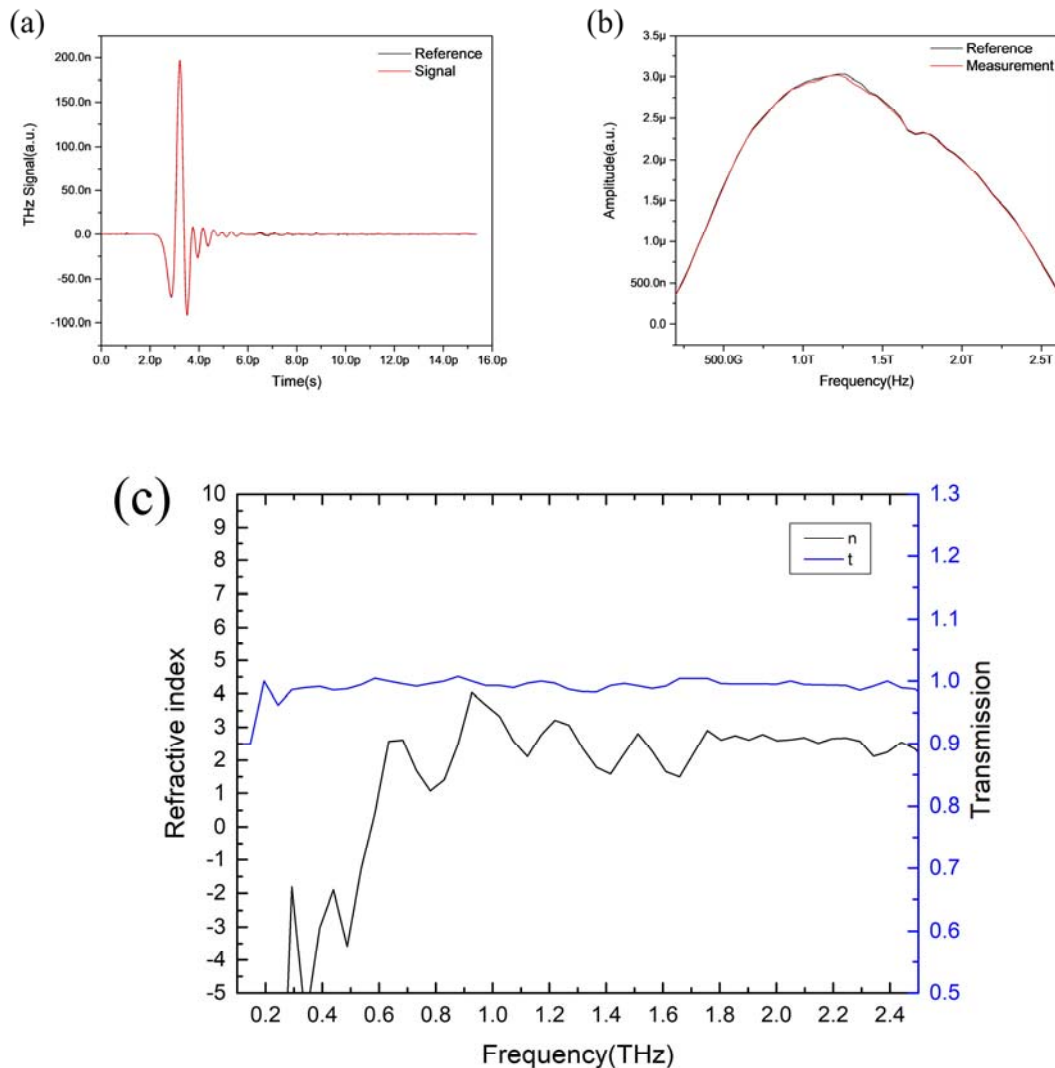 (a)
Reference
Signal
200.0n
150.0n
100.0n
50.0n
0.0
-50.0n
-100.0n
THz Signal(a.u.)
0.0 2.0p 4.0p 6.0p 8.0p 10.0p 12.0p 14.0p 16.0p
Time(s)
(b)
Reference
Measurement
3.5μ
3.0μ
2.5μ
2.0μ
1.5μ
1.0μ
500.0n
0.0
Amplitude(a.u.)
500.0G 1.0T 1.5T 2.0T 2.5T
Frequency(Hz)
(c)
n
t
10
9
8
7
6
5
4
3
2
1
0
-1
-2
-3
-4
-5
Refractive index
1.3
1.2
1.1
1.0
0.9
0.8
0.7
0.6
0.5
Transmission
0.2 0.4 0.6 0.8 1.0 1.2 1.4 1.6 1.8 2.0 2.2 2.4
Frequency(THz)